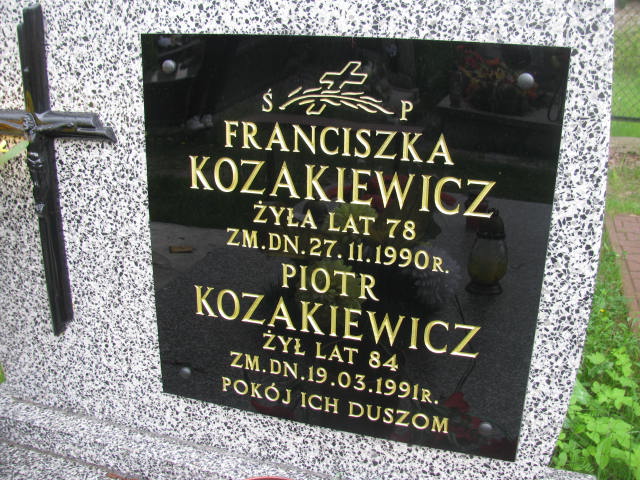 Ś P
FRANCISZKA
KOZAKIEWICZ
ŻYŁA LAT 78
ZM.DN.27.11.1990R.
PIOTR
KOZAKIEWICZ
ŻYŁ LAT 84
ZM.DN.19.03.1991R.
POKÓJ ICH DUSZOM